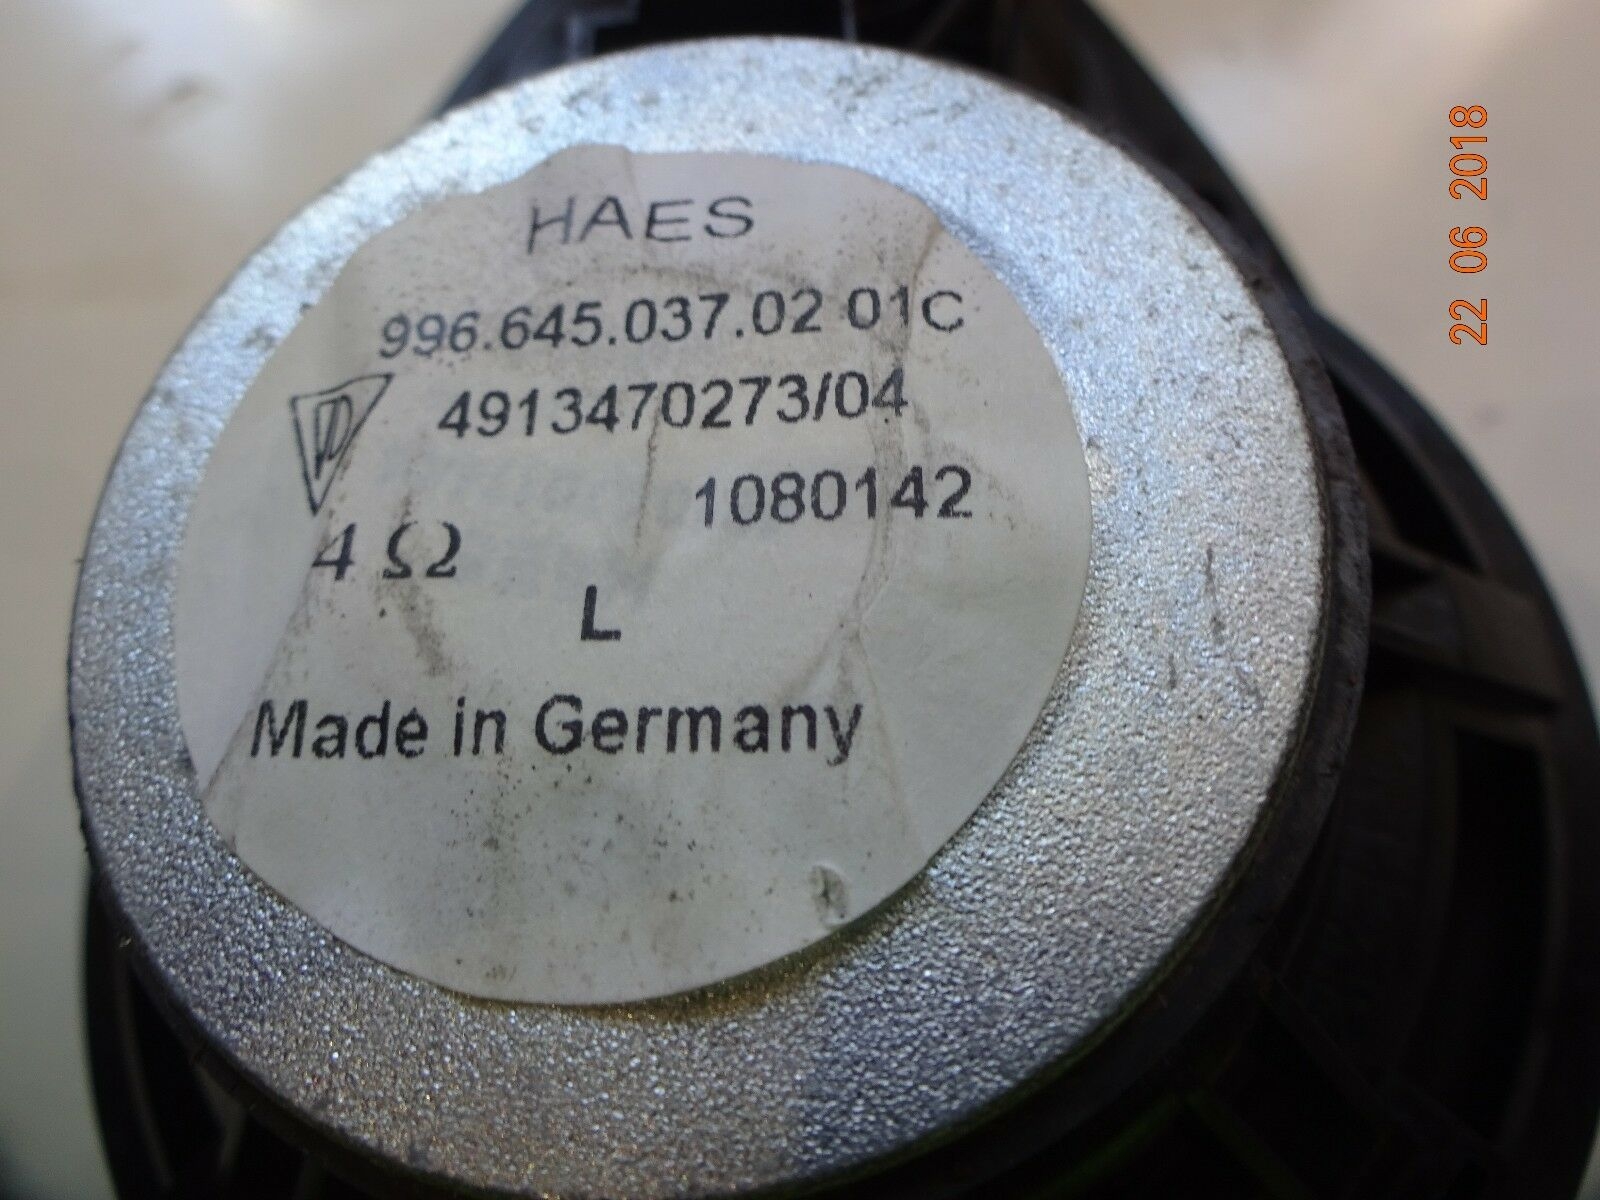 HAES
996.645.037.02 01C
4913470273/04
1080142
4 Ω
L
Made in Germany
22 06 2018